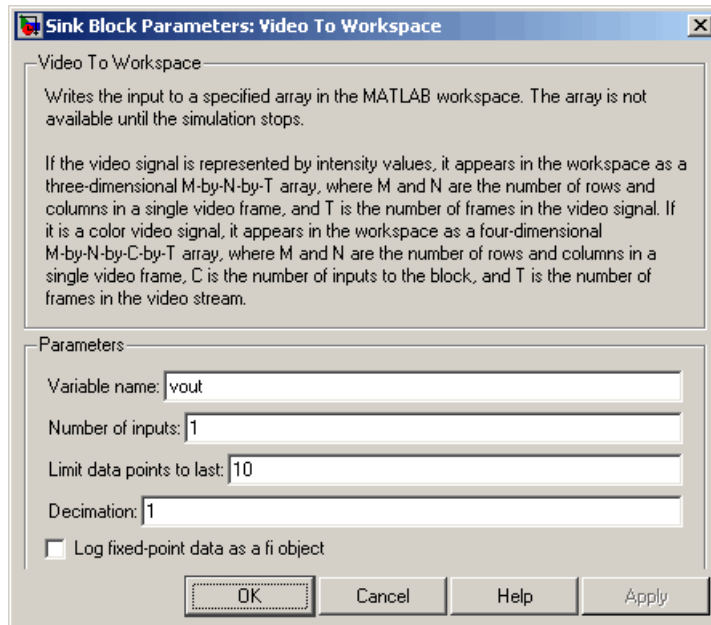 Sink Block Parameters: Video To Workspace
Video To Workspace
Writes the input to a specified array in the MATLAB workspace. The array is not
available until the simulation stops.
If the video signal is represented by intensity values, it appears in the workspace as a
three-dimensional M-by-N-by-T array, where M and N are the number of rows and
columns in a single video frame, and T is the number of frames in the video signal. If
it is a color video signal, it appears in the workspace as a four-dimensional
M-by-N-by-C-by-T array, where M and N are the number of rows and columns in a
single video frame, C is the number of inputs to the block, and T is the number of
frames in the video stream.
Parameters
Variable name: vout
Number of inputs: 1
Limit data points to last: 10
Decimation: 1
Log fixed-point data as a fi object
OK Cancel Help Apply